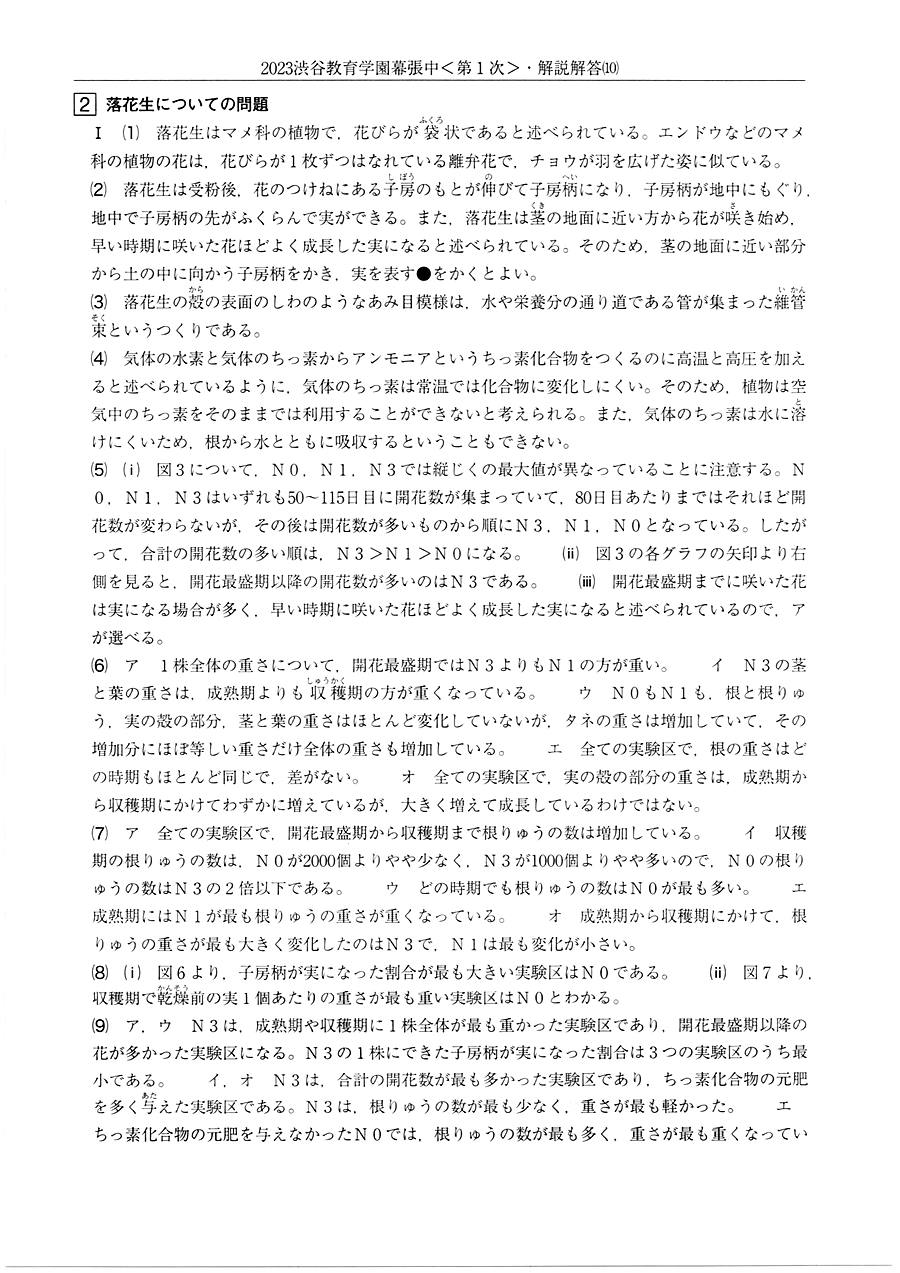 2023渋谷教育学園幕張中<第1次>・解説解答⑽
2 落花生についての問題
Ⅰ ⑴ 落花生はマメ科の植物で，花びらが袋状であると述べられている。エンドウなどのマメ
科の植物の花は，花びらが1枚ずつはなれている離弁花で，チョウが羽を広げた姿に似ている。
⑵ 落花生は受粉後，花のつけねにある子房のもとが伸びて子房柄になり，子房柄が地中にもぐり，
地中で子房柄の先がふくらんで実ができる。また，落花生は茎の地面に近い方から花が咲き始め，
早い時期に咲いた花ほどよく成長した実になると述べられている。そのため，茎の地面に近い部分
から土の中に向かう子房柄をかき，実を表す●をかくとよい。
⑶ 落花生の殻の表面のしわのようなあみ目模様は，水や栄養分の通り道である管が集まった維管
束というつくりである。
⑷ 気体の水素と気体のちっ素からアンモニアというちっ素化合物をつくるのに高温と高圧を加え
ると述べられているように，気体のちっ素は常温では化合物に変化しにくい。そのため，植物は空
気中のちっ素をそのままでは利用することができないと考えられる。また，気体のちっ素は水に溶
けにくいため，根から水とともに吸収するということもできない。
⑸ (ⅰ) 図3について，N0，N1，N3では縦じくの最大値が異なっていることに注意する。N
0，N1，N3はいずれも50～115日目に開花数が集まっていて，80日目あたりまではそれほど開
花数が変わらないが，その後は開花数が多いものから順にN3，N1，N0となっている。したが
って，合計の開花数の多い順は，N3＞N1＞N0になる。 (ⅱ) 図3の各グラフの矢印より右
側を見ると，開花最盛期以降の開花数が多いのはN3である。 (ⅲ) 開花最盛期までに咲いた花
は実になる場合が多く，早い時期に咲いた花ほどよく成長した実になると述べられているので，ア
が選べる。
⑹ ア 1株全体の重さについて，開花最盛期ではN3よりもN1の方が重い。 イ N3の茎
と葉の重さは，成熟期よりも収穫期の方が重くなっている。 ウ N0もN1も，根と根りゅ
う，実の殻の部分，茎と葉の重さはほとんど変化していないが，タネの重さは増加していて，その
増加分にほぼ等しい重さだけ全体の重さも増加している。 エ 全ての実験区で，根の重さはど
の時期もほとんど同じで，差がない。 オ 全ての実験区で，実の殻の部分の重さは，成熟期か
ら収穫期にかけてわずかに増えているが，大きく増えて成長しているわけではない。
⑺ ア 全ての実験区で，開花最盛期から収穫期まで根りゅうの数は増加している。 イ 収穫
期の根りゅうの数は，N0が2000個よりやや少なく，N3が1000個よりやや多いので，N0の根り
ゅうの数はN3の2倍以下である。 ウ どの時期でも根りゅうの数はN0が最も多い。 エ
成熟期にはN1が最も根りゅうの重さが重くなっている。 オ 成熟期から収穫期にかけて，根
りゅうの重さが最も大きく変化したのはN3で，N1は最も変化が小さい。
⑻ (ⅰ) 図6より，子房柄が実になった割合が最も大きい実験区はN0である。 (ⅱ) 図7より，
収穫期で乾燥前の実1個あたりの重さが最も重い実験区はN0とわかる。
⑼ ア，ウ N3は，成熟期や収穫期に1株全体が最も重かった実験区であり，開花最盛期以降の
花が多かった実験区になる。N3の1株にできた子房柄が実になった割合は3つの実験区のうち最
小である。 イ，オ N3は，合計の開花数が最も多かった実験区であり，ちっ素化合物の元肥
を多く与えた実験区である。N3は，根りゅうの数が最も少なく，重さが最も軽かった。 エ
ちっ素化合物の元肥を与えなかったN0では，根りゅうの数が最も多く，重さが最も重くなってい